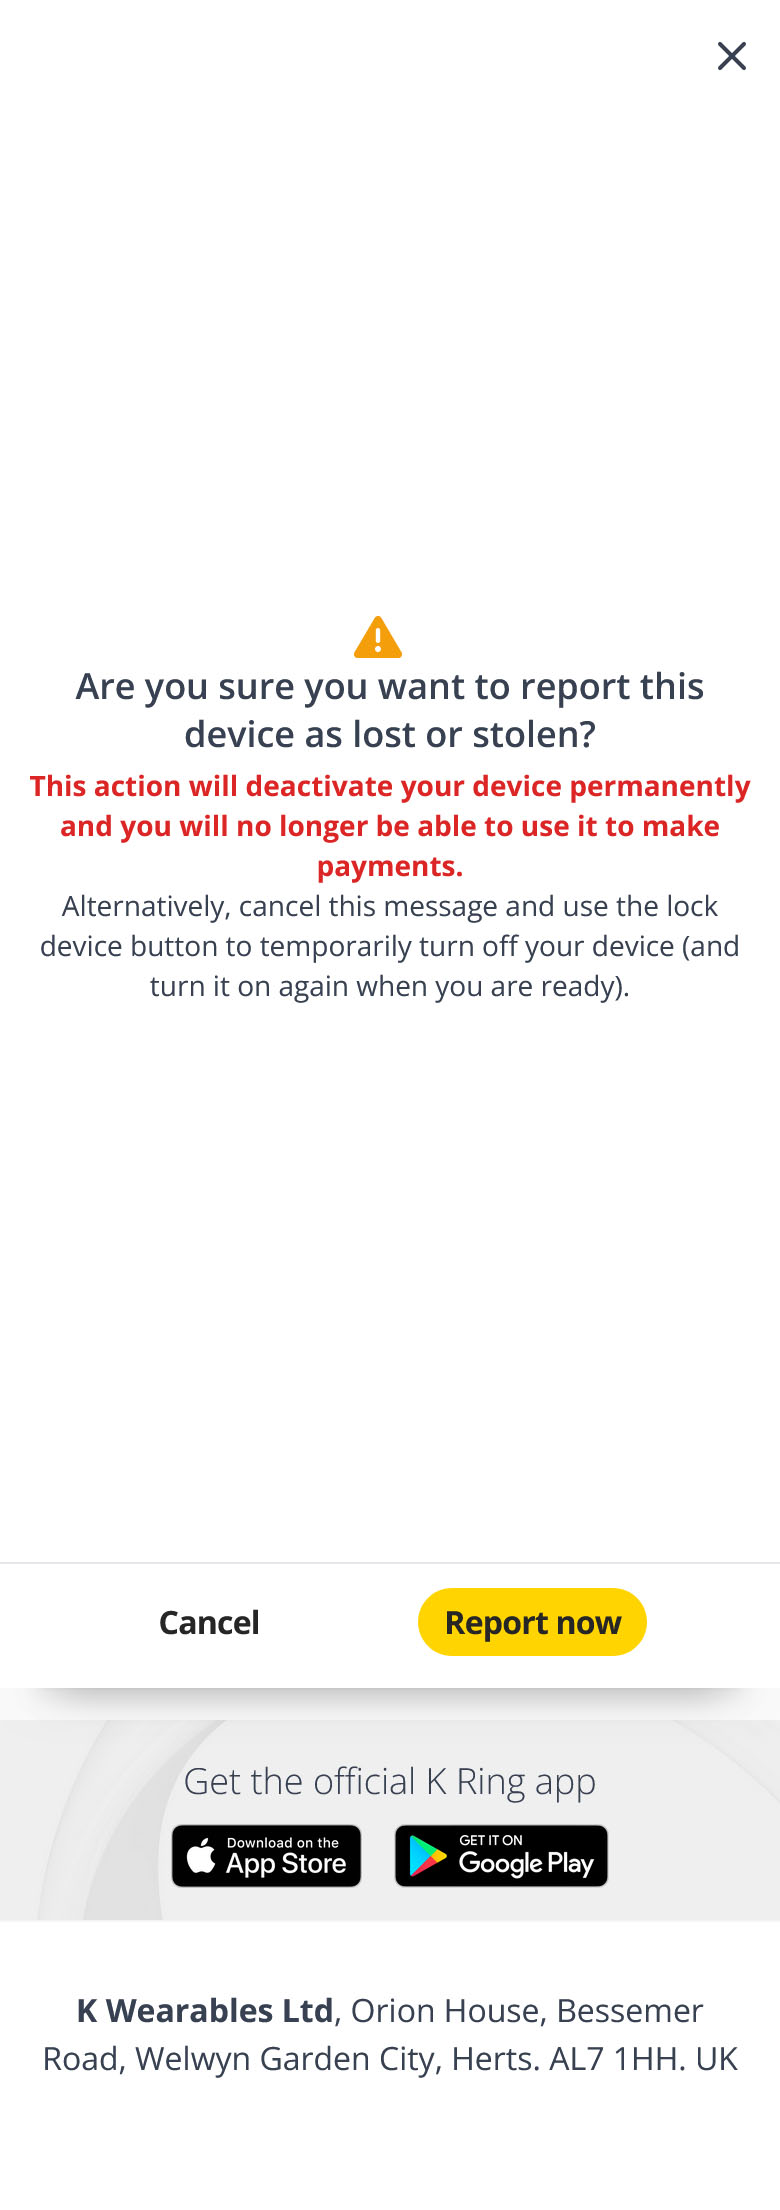 Are you sure you want to report this
device as lost or stolen?
This action will deactivate your device permanently
and you will no longer be able to use it to make
payments.
Alternatively, cancel this message and use the lock
device button to temporarily turn off your device (and
turn it on again when you are ready).
Cancel
Report now
Get the official K Ring app
Download on the
App Store
GET IT ON
Google Play
K Wearables Ltd, Orion House, Bessemer
Road, Welwyn Garden City, Herts. AL7 1HH. UK